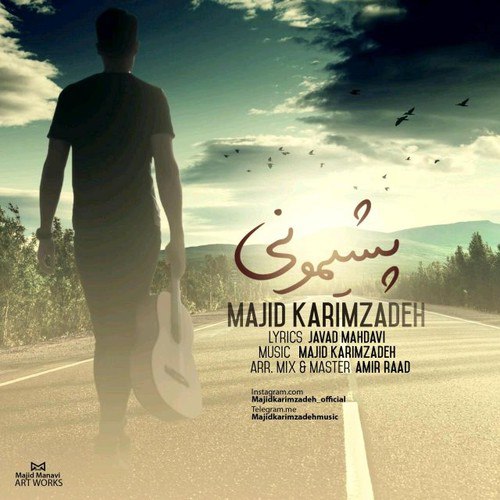 پشیمونی
MAJID KARIMZADEH
LYRICS JAVAD MAHDAVI
MUSIC MAJID KARIMZADEH
ARR. MIX & MASTER AMIR RAAD
Instagram.com
Majidkarimzadeh_official
Telegram.me
Majidkarimzadehmusic
Majid Manavi
ART WORKS